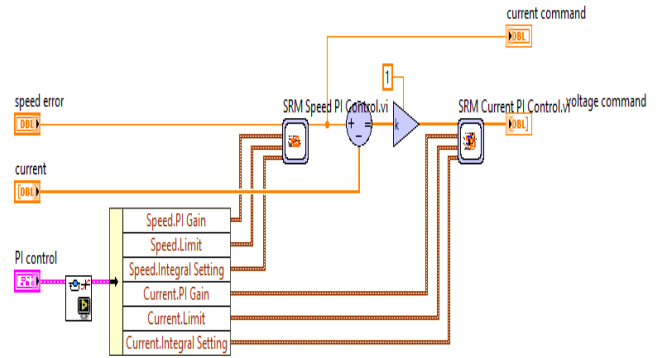 current command
DBL
1
speed error
SRM Speed PI Control.vi
SRM Current PI Control.vi
voltage command
DBL
+
-
=
k
DBL]
current
[DBL
Speed.PI Gain
Speed.Limit
PI control
Speed.Integral Setting
Current.PI Gain
Current.Limit
Current.Integral Setting